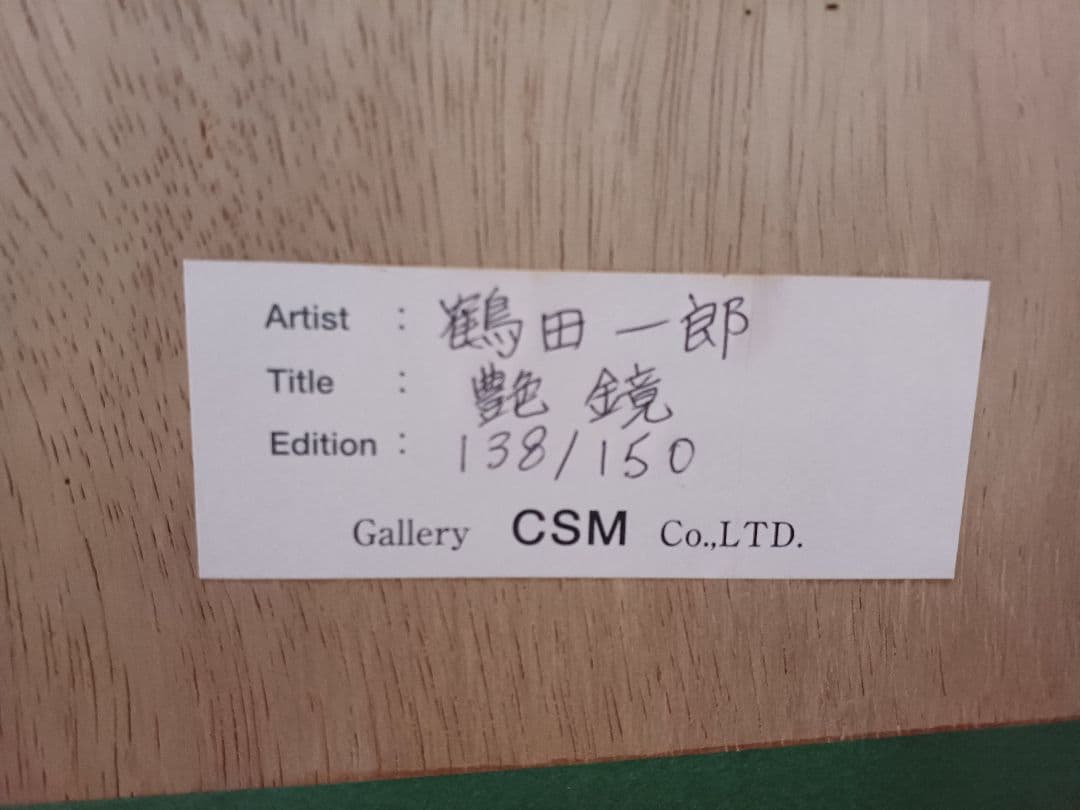 Artist : 鶴田一郎
Title : 艶鏡
Edition : 138/150
Gallery CSM Co.,LTD.